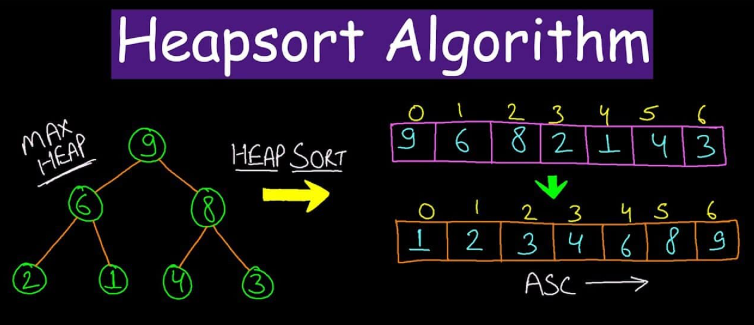 Heapsort Algorithm
MAX
HEAP
9
6 8
2 1 4 3
HEAP SORT
0 1 2 3 4 5 6
9 6 8 2 1 4 3
0 1 2 3 4 5 6
1 2 3 4 6 8 9
ASC